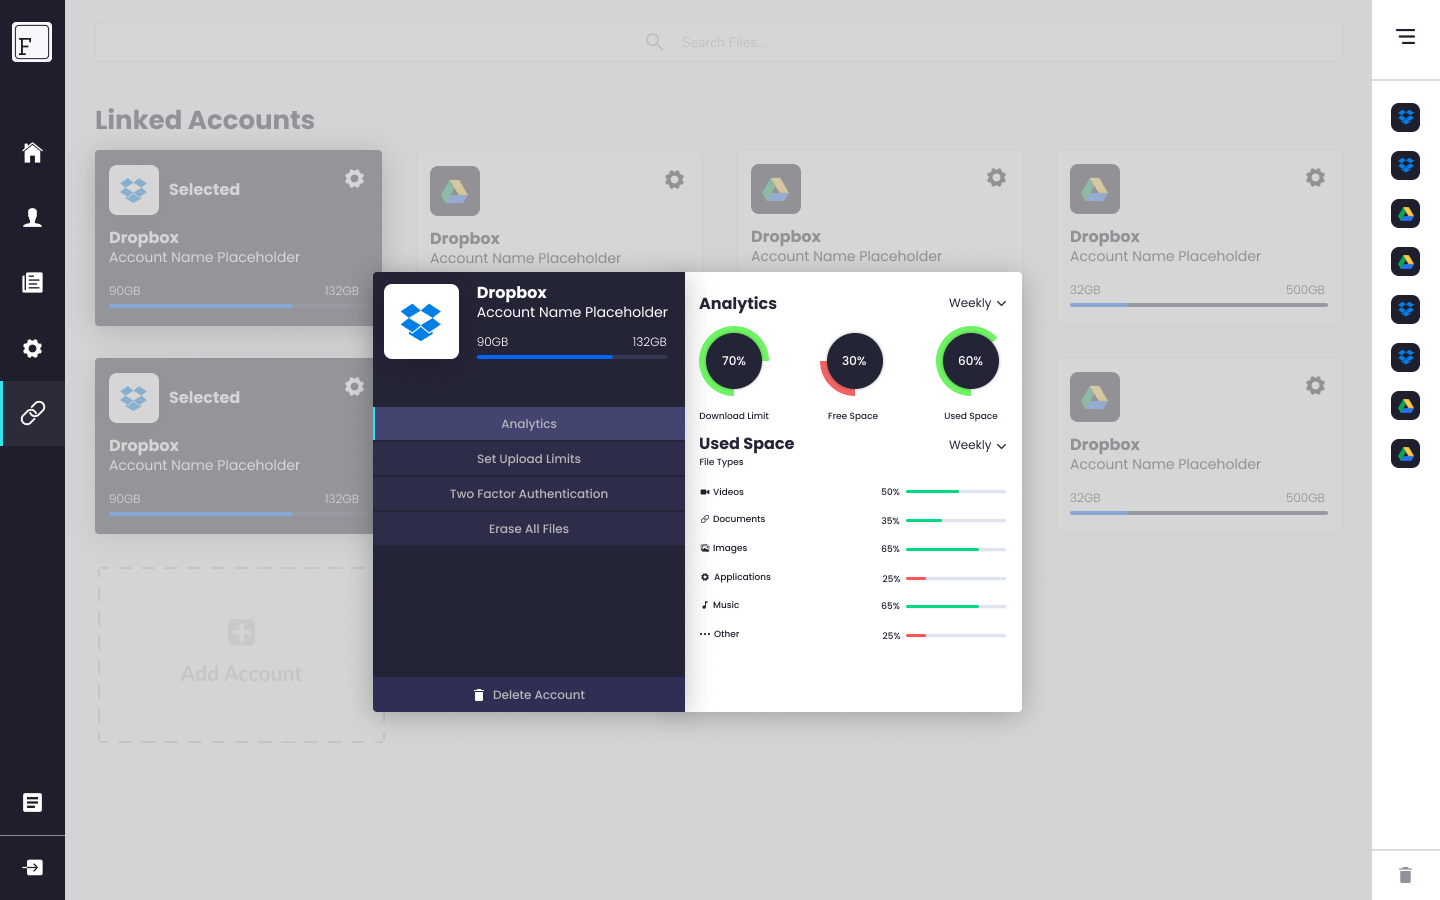 F
Search Files...
Linked Accounts
Selected
Dropbox
Account Name Placeholder
90GB 132GB
Dropbox
Account Name Placeholder
Dropbox
Account Name Placeholder
Dropbox
Account Name Placeholder
32GB 500GB
Selected
Dropbox
Account Name Placeholder
90GB 132GB
Dropbox
Account Name Placeholder
32GB 500GB
Add Account
Dropbox
Account Name Placeholder
90GB 132GB
Analytics
Set Upload Limits
Two Factor Authentication
Erase All Files
Delete Account
Analytics Weekly
70% 30% 60%
Download Limit Free Space Used Space
Used Space Weekly
File Types
Videos 50%
Documents 35%
Images 65%
Applications 25%
Music 65%
Other 25%